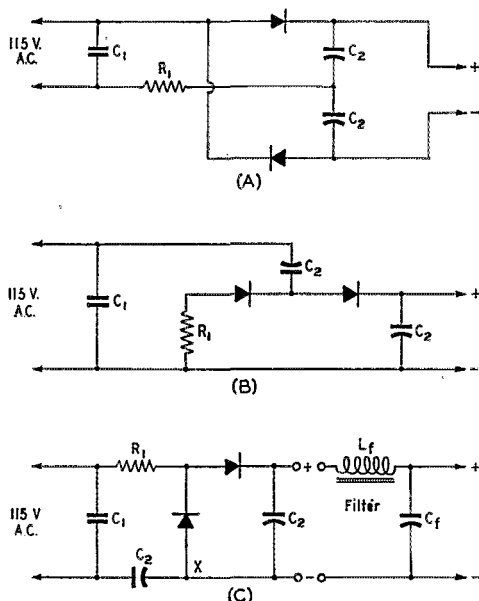 115 V.
A.C.
C1
R1
C2
C2
+
-
(A)
115 V.
A.C.
C1
C2
R1
C2
+
-
(B)
115 V
A.C.
R1
C1
C2
X
C2
+
-
Lf
Filter
Cf
+
-
(C)